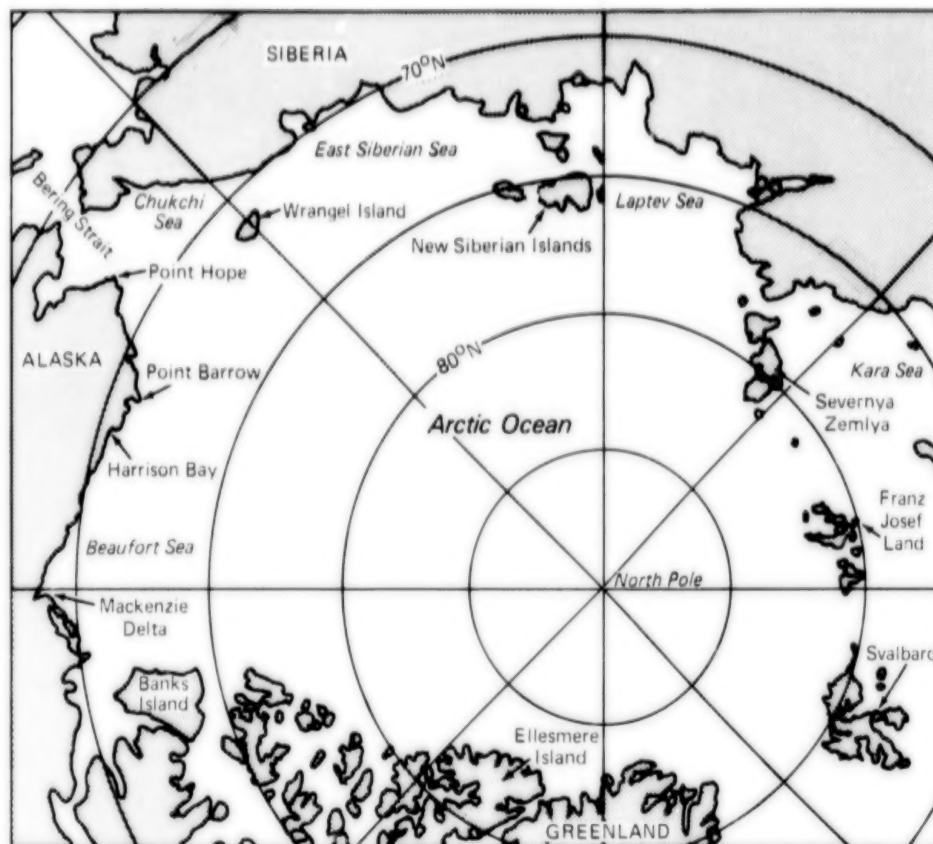 SIBERIA
70°N
East Siberian Sea
Bering Strait
Chukchi
Sea
Wrangel Island
Laptev Sea
New Siberian Islands
Point Hope
ALASKA
80°N
Point Barrow
Kara Sea
Severnya
Zemlya
Arctic Ocean
Harrison Bay
Franz
Josef
Land
Beaufort Sea
North Pole
Mackenzie
Delta
Svalbard
Banks
Island
Ellesmere
Island
GREENLAND